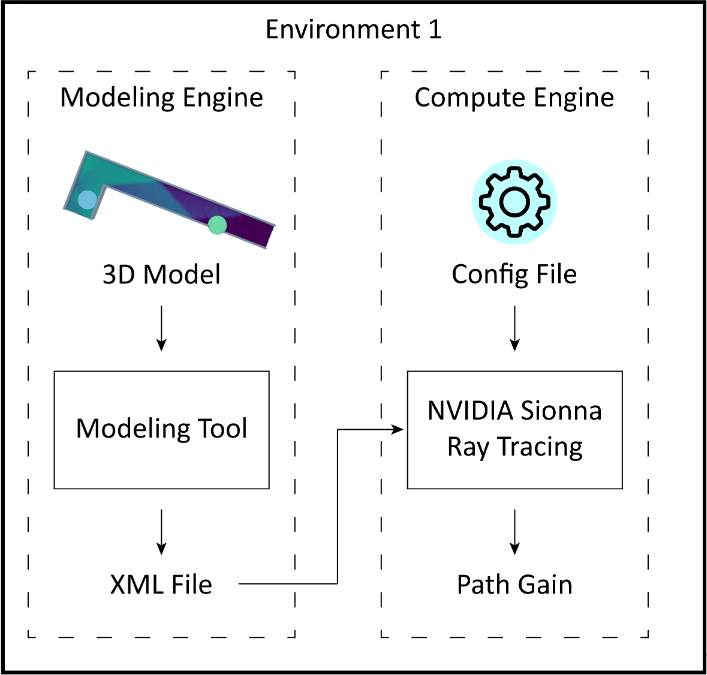 Environment 1
Modeling Engine
3D Model
Modeling Tool
XML File
Compute Engine
Config File
NVIDIA Sionna
Ray Tracing
Path Gain